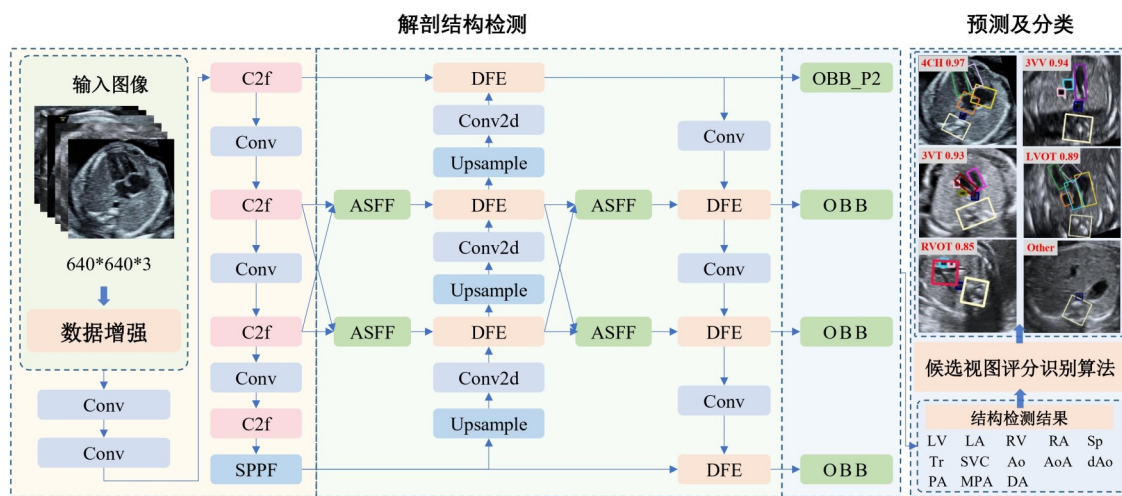 解剖结构检测
预测及分类
输入图像
640*640*3
数据增强
Conv
Conv
C2f
Conv
C2f
Conv
C2f
Conv
C2f
SPPF
ASFF
ASFF
DFE
Conv2d
Upsample
DFE
Conv2d
Upsample
DFE
Conv2d
Upsample
ASFF
ASFF
Conv
DFE
Conv
DFE
Conv
DFE
OBB_P2
OBB
OBB
OBB
4CH 0.97
3VV 0.94
3VT 0.93
LVOT 0.89
RVOT 0.85
Other
候选视图评分识别算法
结构检测结果
LV LA RV RA Sp
Tr SVC Ao AoA dAo
PA MPA DA